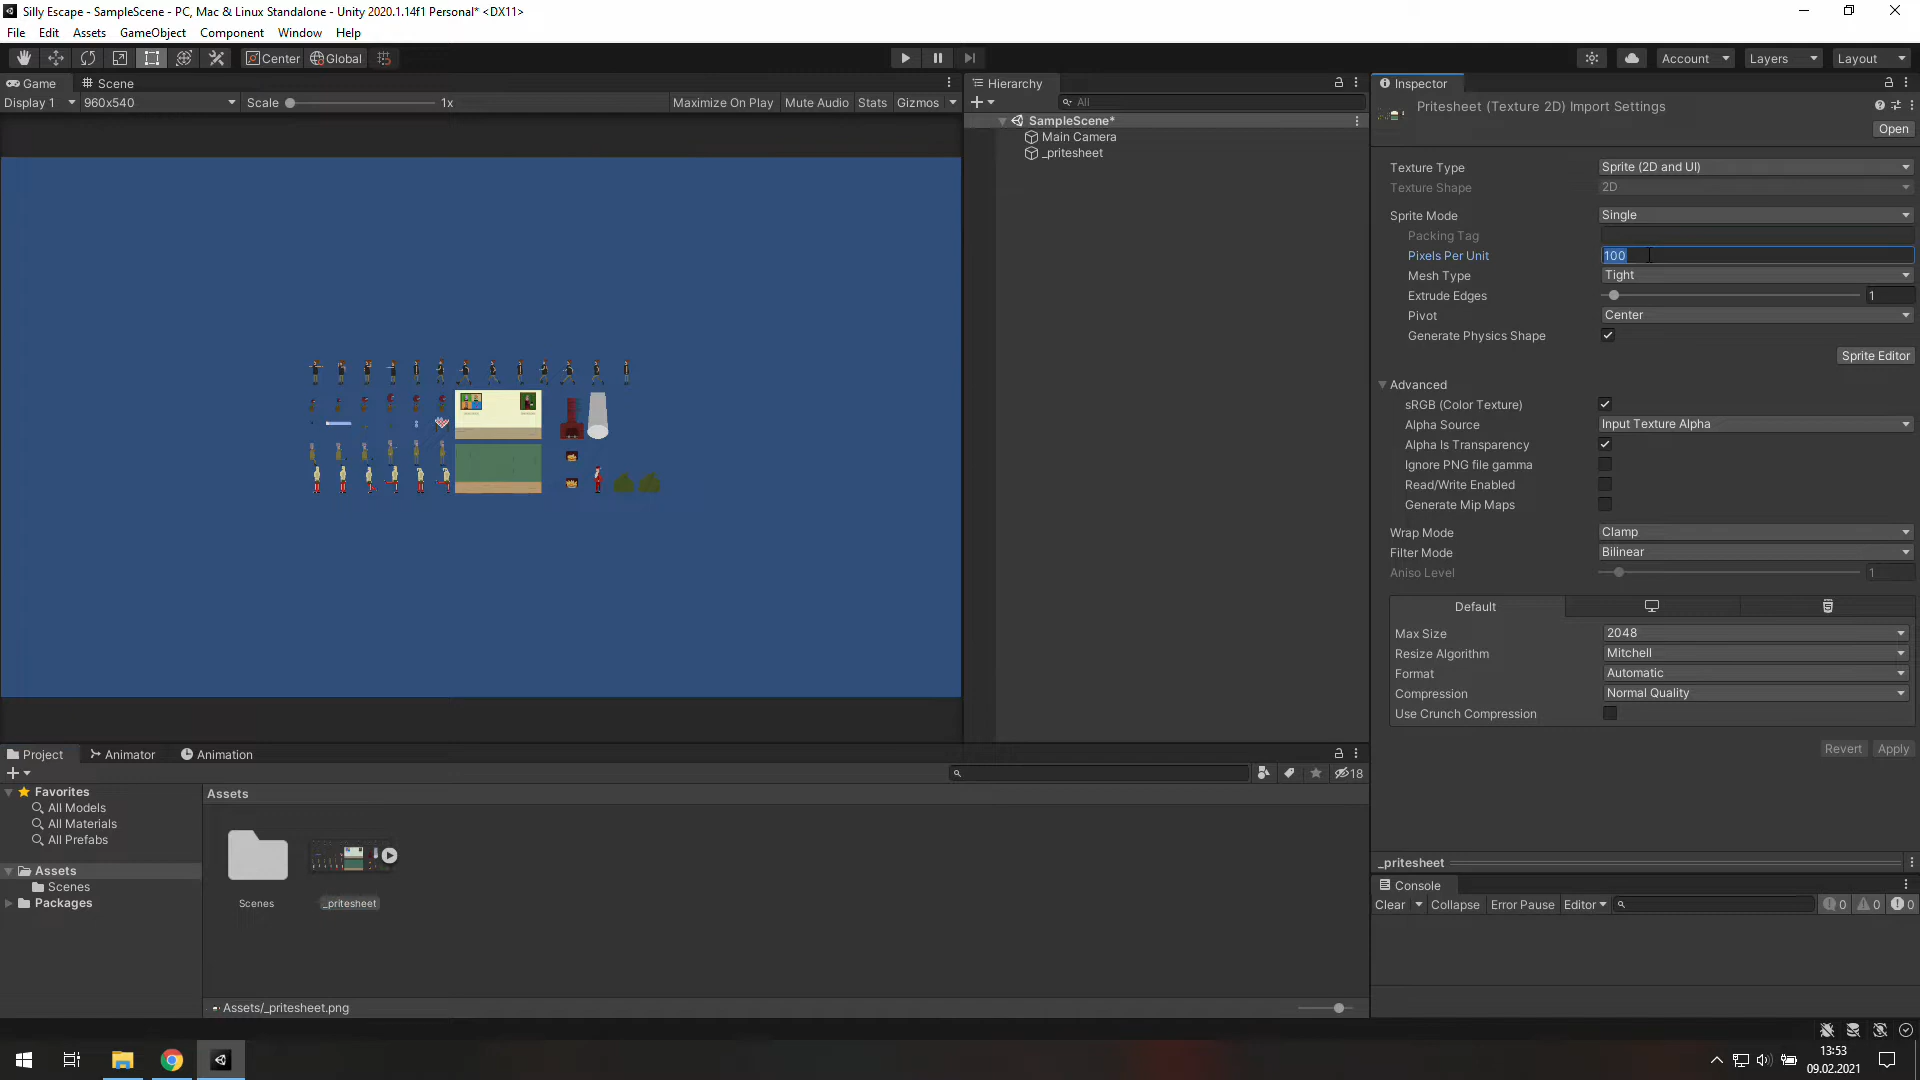 Silly Escape - SampleScene - PC, Mac & Linux Standalone - Unity 2020.1.14f1 Personal* <DX11>
File Edit Assets GameObject Component Window Help
Center Global Account Layers Layout
Game Scene
Display 1 960x540 Scale 1x Maximize On Play Mute Audio Stats Gizmos
Hierarchy
All
SampleScene*
Main Camera
_pritesheet
Inspector
Pritesheet (Texture 2D) Import Settings
Open
Texture Type Sprite (2D and UI)
Texture Shape 2D
Sprite Mode Single
Packing Tag
Pixels Per Unit 100
Mesh Type Tight
Extrude Edges 1
Pivot Center
Generate Physics Shape
Sprite Editor
Advanced
sRGB (Color Texture)
Alpha Source Input Texture Alpha
Alpha Is Transparency
Ignore PNG file gamma
Read/Write Enabled
Generate Mip Maps
Wrap Mode Clamp
Filter Mode Bilinear
Aniso Level 1
Default
Max Size 2048
Resize Algorithm Mitchell
Format Automatic
Compression Normal Quality
Use Crunch Compression
Revert Apply
Project Animator Animation
18
Favorites
All Models
All Materials
All Prefabs
Assets
Scenes
Packages
Assets
Scenes
_pritesheet
Assets/_pritesheet.png
_pritesheet
Console
Clear Collapse Error Pause Editor 0 0 0
13:53
09.02.2021